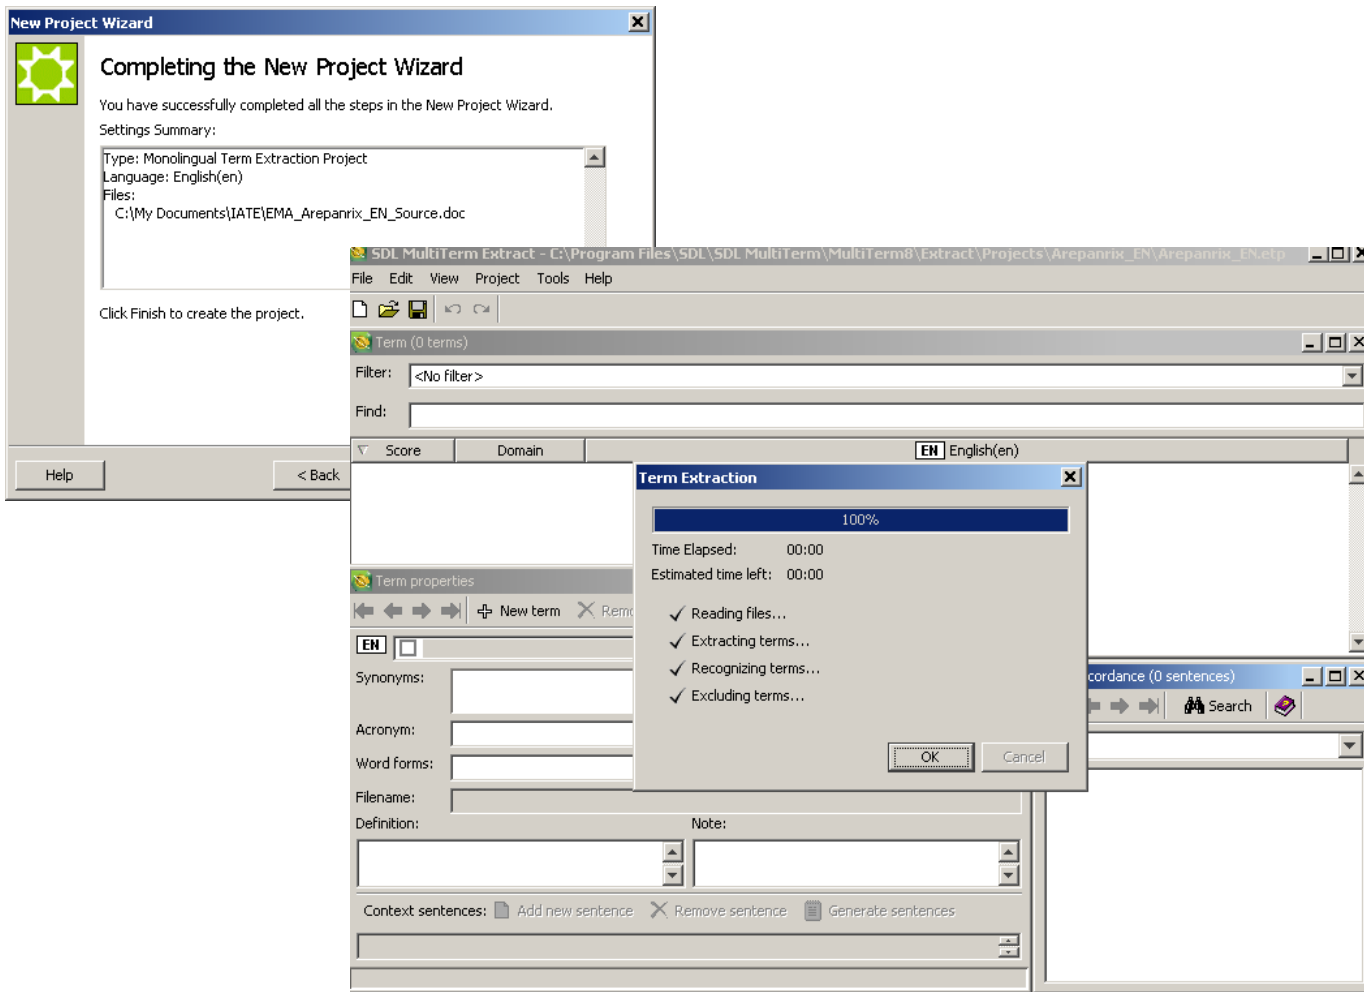 New Project Wizard
Completing the New Project Wizard
You have successfully completed all the steps in the New Project Wizard.
Settings Summary:
Type: Monolingual Term Extraction Project
Language: English(en)
Files:
C:\My Documents\IATE\EMA_Arepanrix_EN_Source.doc
Click Finish to create the project.
Help
< Back
SDL MultiTerm Extract - C:\Program Files\SDL\SDL MultiTerm\MultiTerm8\Extract\Projects\Arepanrix_EN\Arepanrix_EN.etp
File Edit View Project Tools Help
Term (0 terms)
Filter: <No filter>
Find:
Score Domain EN English(en)
Term Extraction
100%
Time Elapsed: 00:00
Estimated time left: 00:00
Reading files...
Extracting terms...
Recognizing terms...
Excluding terms...
OK Cancel
Term properties
New term Remo
EN
Synonyms:
Acronym:
Word forms:
Filename:
Definition: Note:
Context sentences: Add new sentence Remove sentence Generate sentences
cordance (0 sentences)
Search